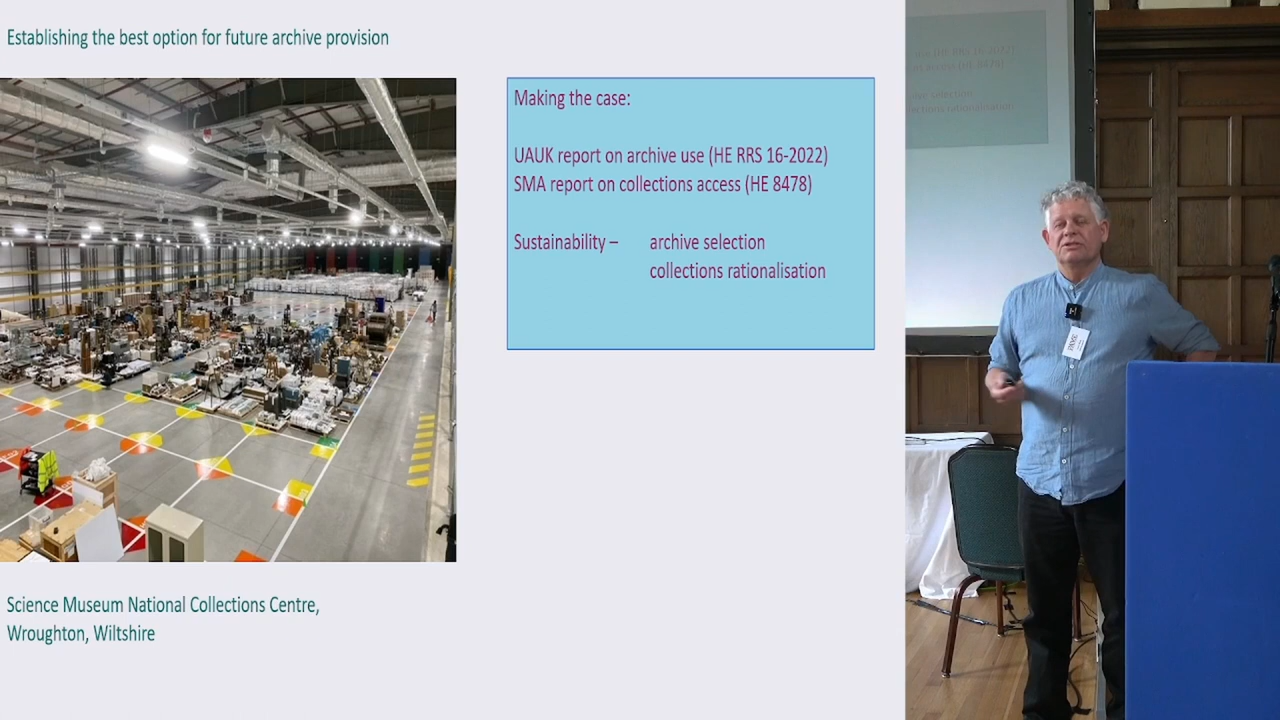 Establishing the best option for future archive provision
Making the case:
UAUK report on archive use (HE RRS 16-2022)
SMA report on collections access (HE 8478)
Sustainability – archive selection
collections rationalisation
Science Museum National Collections Centre,
Wroughton, Wiltshire